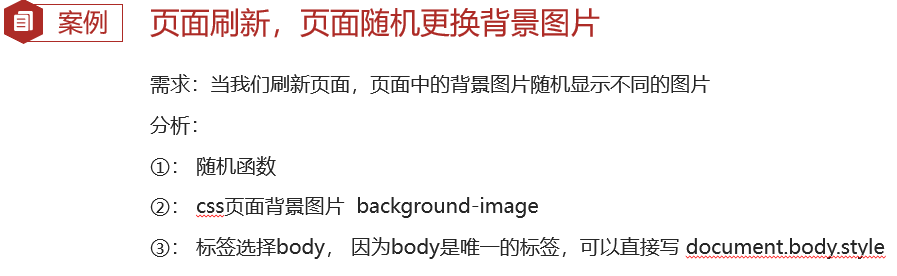 案例
页面刷新，页面随机更换背景图片
需求：当我们刷新页面，页面中的背景图片随机显示不同的图片
分析：
①： 随机函数
②： css页面背景图片 background-image
③： 标签选择body， 因为body是唯一的标签，可以直接写 document.body.style